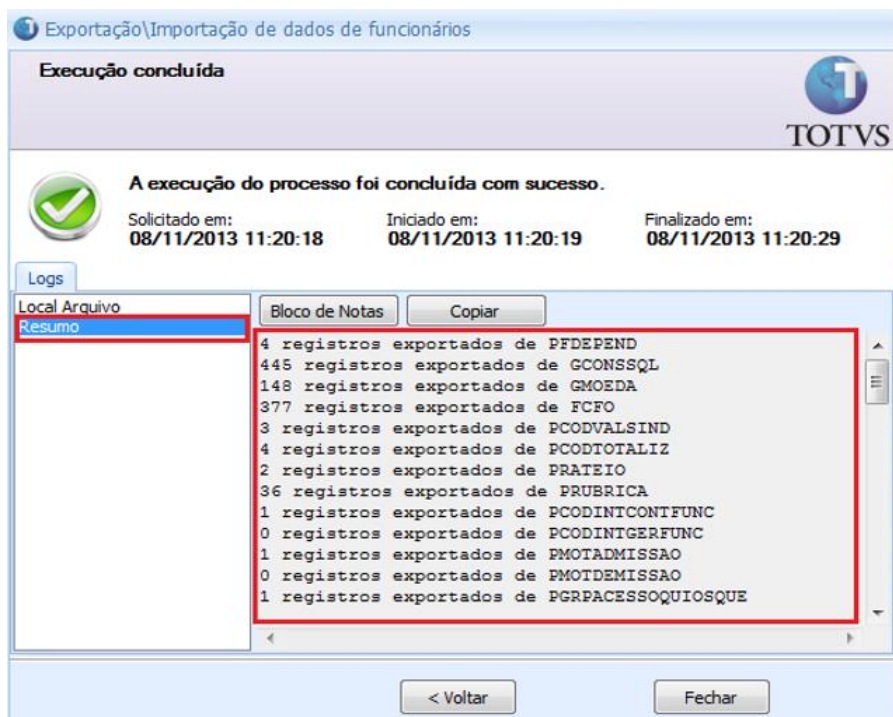 Exportação\Importação de dados de funcionários
Execução concluída
TOTVS
A execução do processo foi concluída com sucesso.
Solicitado em: Iniciado em: Finalizado em:
08/11/2013 11:20:18 08/11/2013 11:20:19 08/11/2013 11:20:29
Logs
Local Arquivo
Resumo
Bloco de Notas Copiar
4 registros exportados de PFDEPEND
445 registros exportados de GCONSSQL
148 registros exportados de GMOEDA
377 registros exportados de FCFO
3 registros exportados de PCODVALSIND
4 registros exportados de PCODTOTALIZ
2 registros exportados de PRATEIO
36 registros exportados de PRUBRICA
1 registros exportados de PCODINTCONTFUNC
0 registros exportados de PCODINTGERFUNC
1 registros exportados de PMOTADMISSAO
0 registros exportados de PMOTDEMISSAO
1 registros exportados de PGRPACESSOQUIOSQUE
< Voltar Fechar